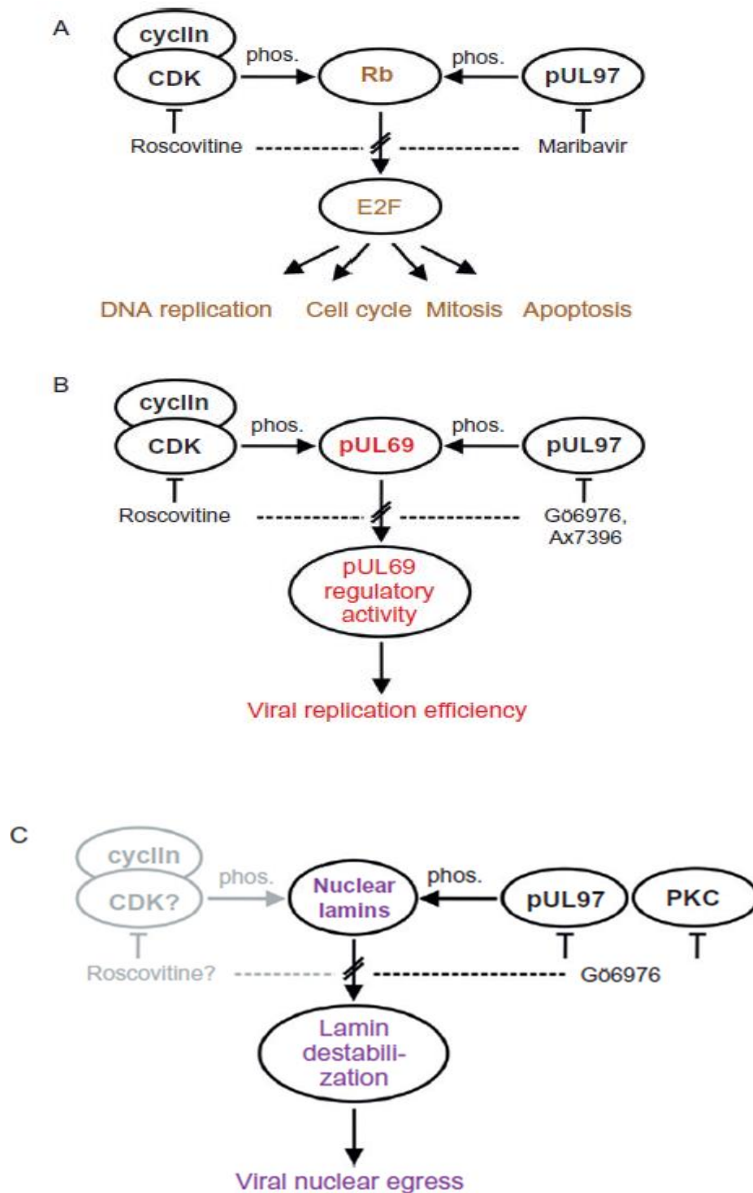 A
cyclIn
CDK
phos.
Rb
phos.
pUL97
Roscovitine
Maribavir
E2F
DNA replication
Cell cycle
Mitosis
Apoptosis
B
cyclIn
CDK
phos.
pUL69
phos.
pUL97
Roscovitine
Gö6976,
Ax7396
pUL69
regulatory
activity
Viral replication efficiency
C
cyclIn
CDK?
phos.
Nuclear
lamins
phos.
pUL97
PKC
Roscovitine?
Gö6976
Lamin
destabili-
zation
Viral nuclear egress